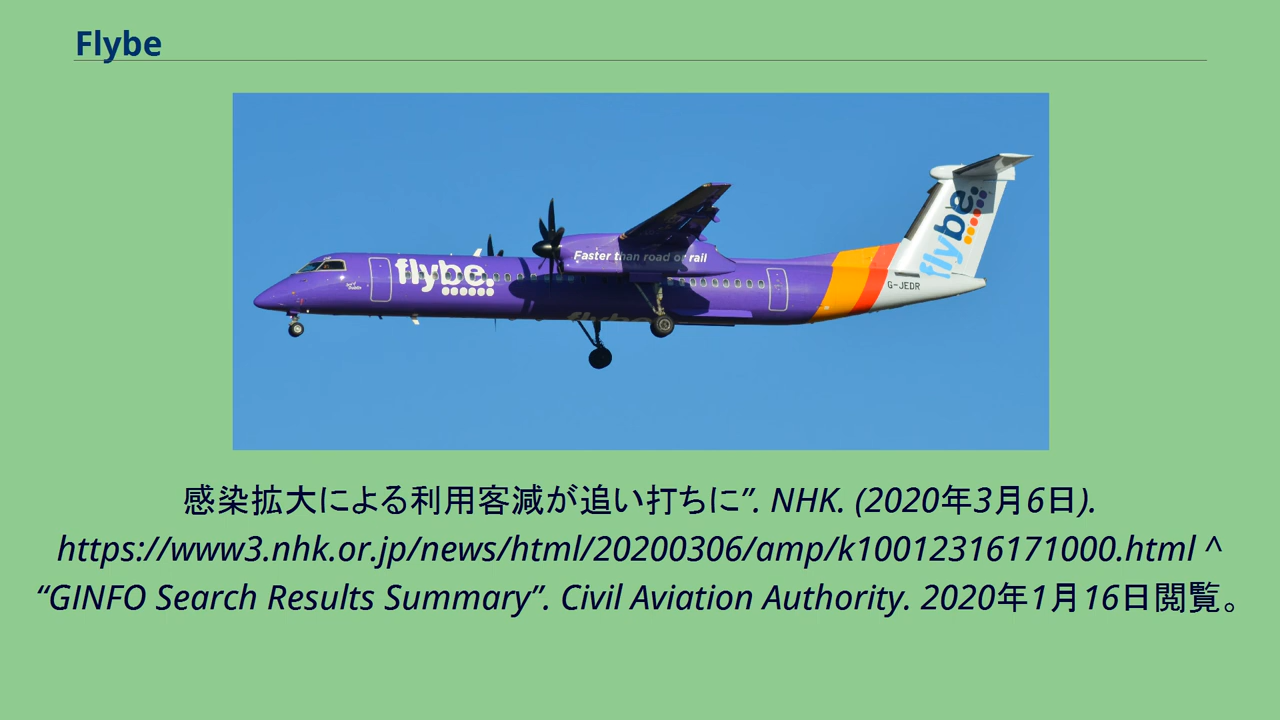 Flybe
flybe.
Faster than road or rail
flybe
G-JEDR
感染拡大による利用客減が追い打ちに”. NHK. (2020年3月6日).
https://www3.nhk.or.jp/news/html/20200306/amp/k10012316171000.html ^
“GINFO Search Results Summary”. Civil Aviation Authority. 2020年1月16日閲覧。